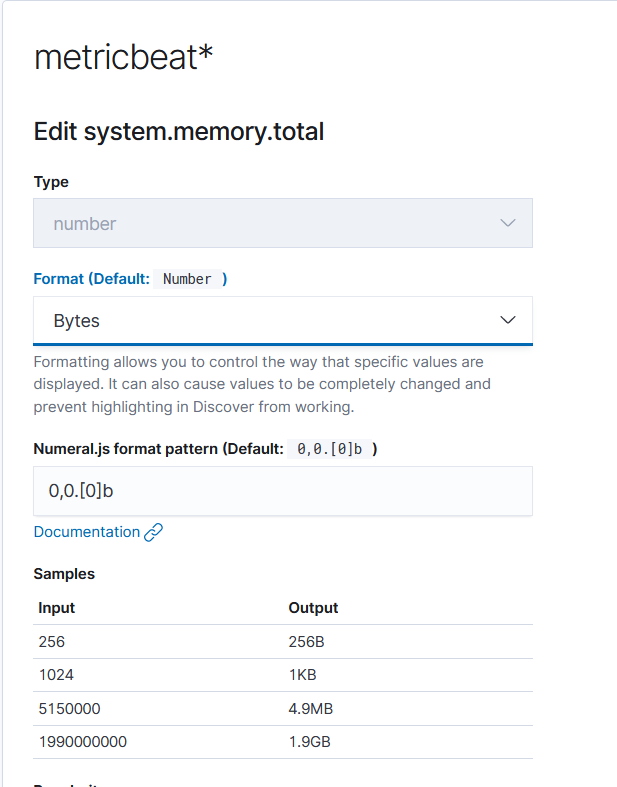 metricbeat*
Edit system.memory.total
Type
number
Format (Default: Number )
Bytes
Formatting allows you to control the way that specific values are
displayed. It can also cause values to be completely changed and
prevent highlighting in Discover from working.
Numeral.js format pattern (Default: 0,0.[0]b )
0,0.[0]b
Documentation
Samples
Input Output
256 256B
1024 1KB
5150000 4.9MB
1990000000 1.9GB